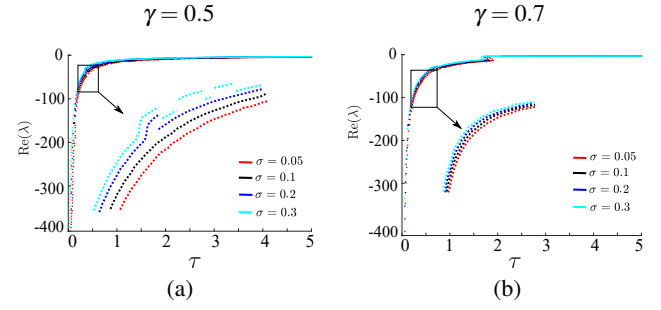 γ = 0.5
γ = 0.7
0
-100
-200
-300
-400
Re(λ)
σ = 0.05
σ = 0.1
σ = 0.2
σ = 0.3
0 1 2 3 4 5
τ
(a)
0
-100
-200
-300
-400
Re(λ)
σ = 0.05
σ = 0.1
σ = 0.2
σ = 0.3
0 1 2 3 4 5
τ
(b)